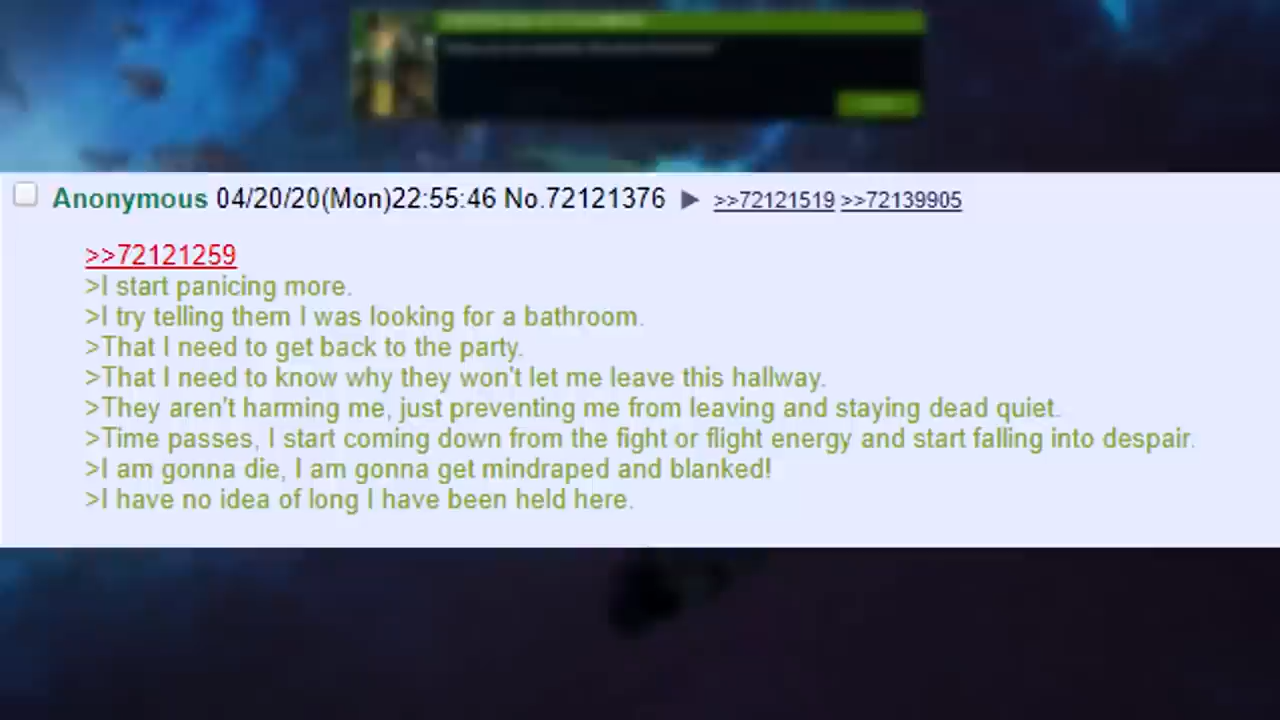 Anonymous 04/20/20(Mon)22:55:46 No.72121376 ▶ >>72121519 >>72139905
>>72121259
>I start panicing more.
>I try telling them I was looking for a bathroom.
>That I need to get back to the party.
>That I need to know why they won't let me leave this hallway.
>They aren't harming me, just preventing me from leaving and staying dead quiet.
>Time passes, I start coming down from the fight or flight energy and start falling into despair.
>I am gonna die, I am gonna get mindraped and blanked!
>I have no idea of long I have been held here.